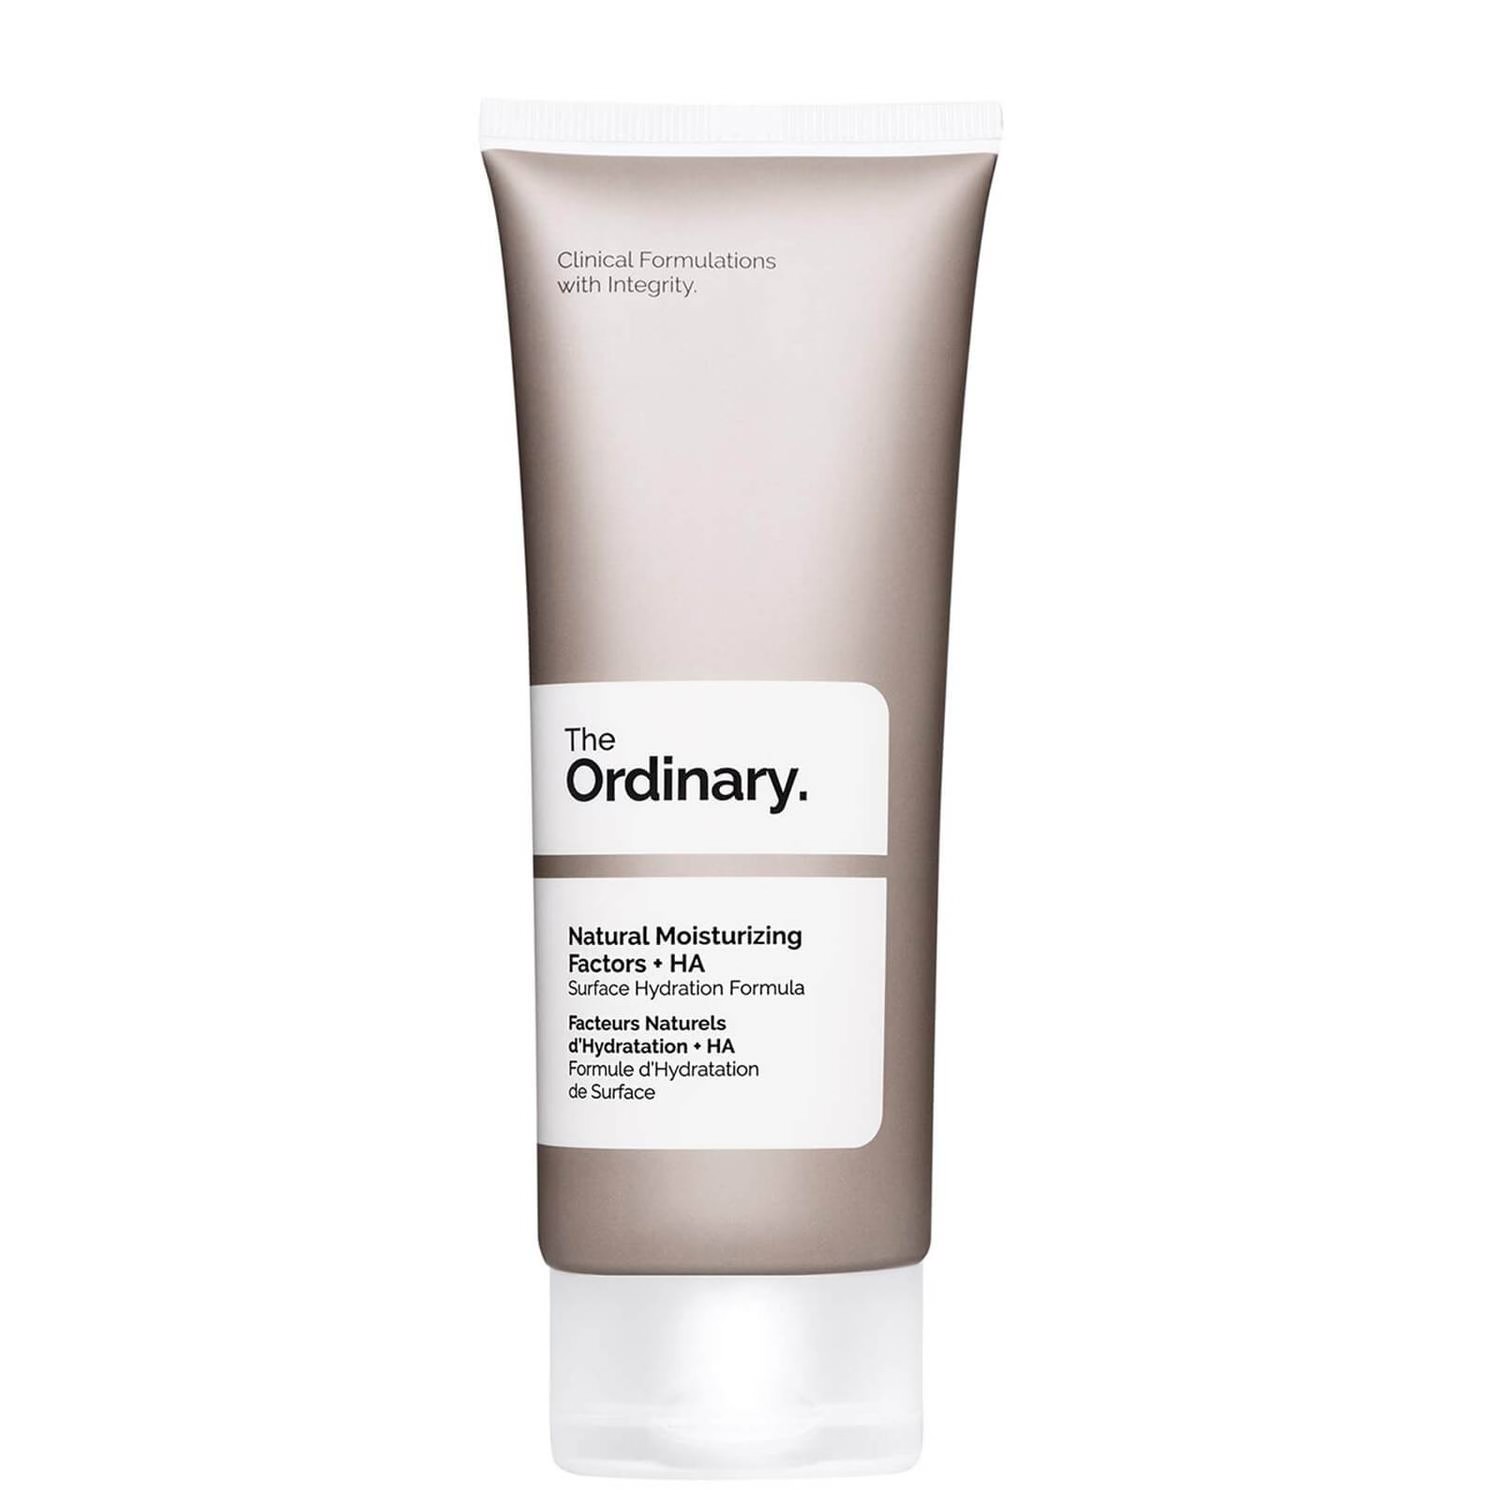 Clinical Formulations
with Integrity.
The
Ordinary.
Natural Moisturizing
Factors + HA
Surface Hydration Formula
Facteurs Naturels
d'Hydratation + HA
Formule d'Hydratation
de Surface